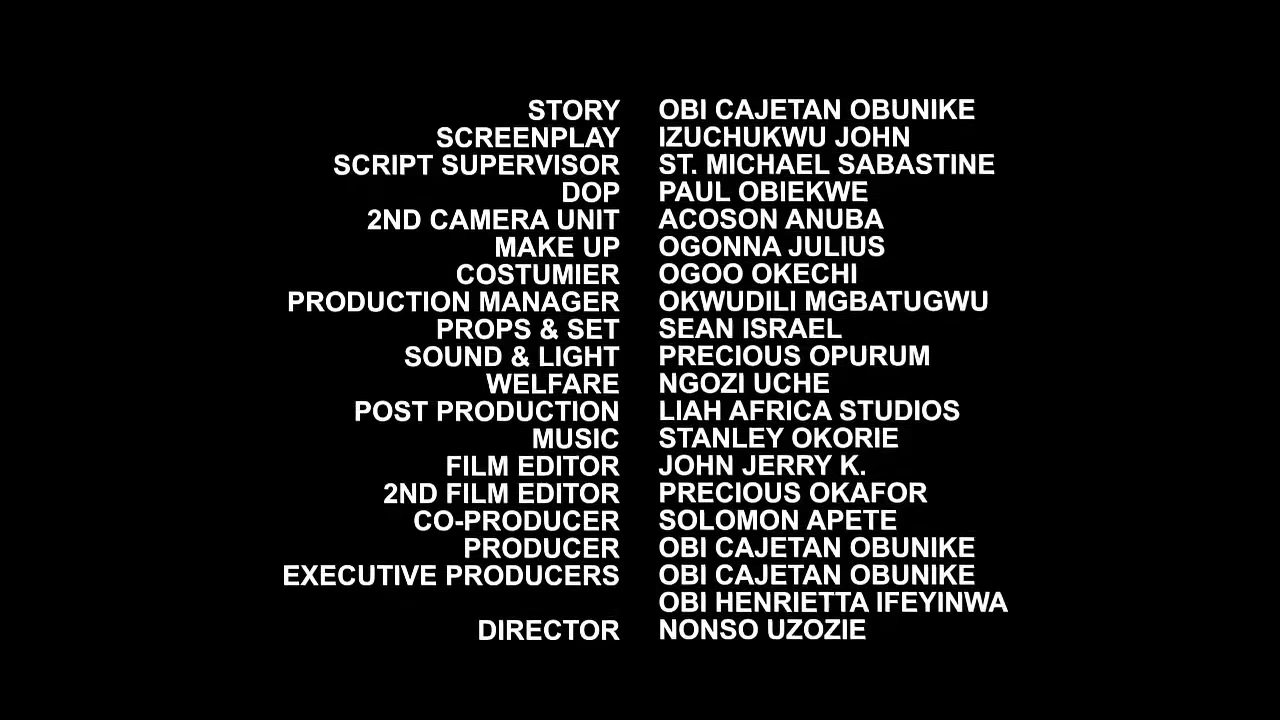 STORY OBI CAJETAN OBUNIKE
SCREENPLAY IZUCHUKWU JOHN
SCRIPT SUPERVISOR ST. MICHAEL SABASTINE
DOP PAUL OBIEKWE
2ND CAMERA UNIT ACOSON ANUBA
MAKE UP OGONNA JULIUS
COSTUMIER OGOO OKECHI
PRODUCTION MANAGER OKWUDILI MGBATUGWU
PROPS & SET SEAN ISRAEL
SOUND & LIGHT PRECIOUS OPURUM
WELFARE NGOZI UCHE
POST PRODUCTION LIAH AFRICA STUDIOS
MUSIC STANLEY OKORIE
FILM EDITOR JOHN JERRY K.
2ND FILM EDITOR PRECIOUS OKAFOR
CO-PRODUCER SOLOMON APETE
PRODUCER OBI CAJETAN OBUNIKE
EXECUTIVE PRODUCERS OBI CAJETAN OBUNIKE
OBI HENRIETTA IFEYINWA
DIRECTOR NONSO UZOZIE